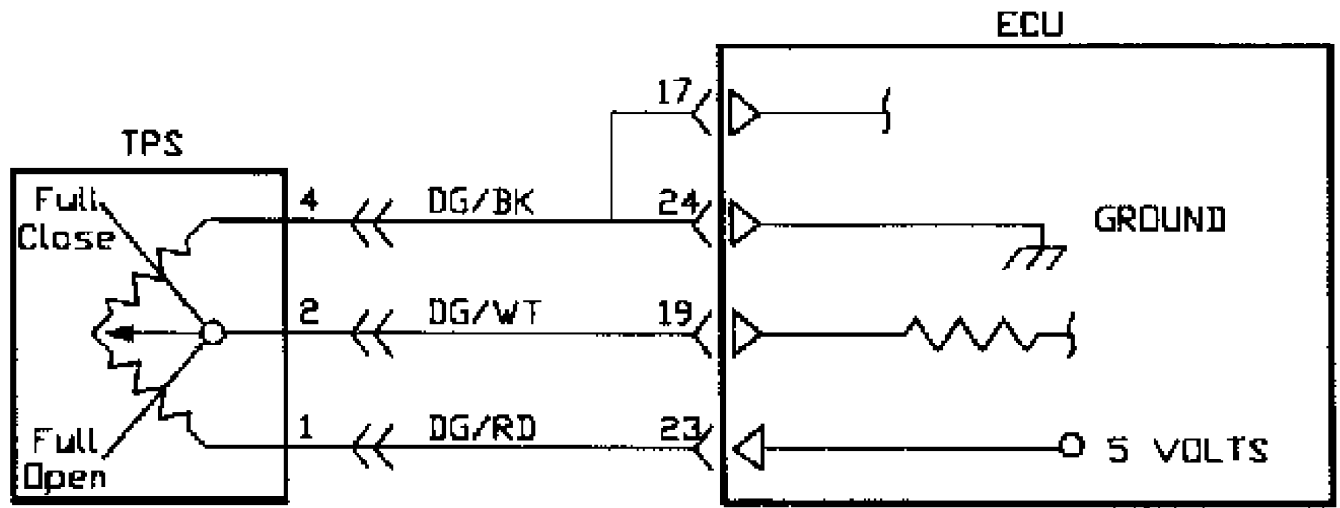 ECU
17
TPS
4 DG/BK 24 GROUND
Full
Close
2 DG/WT 19
1 DG/RD 23 5 VOLTS
Full
Open